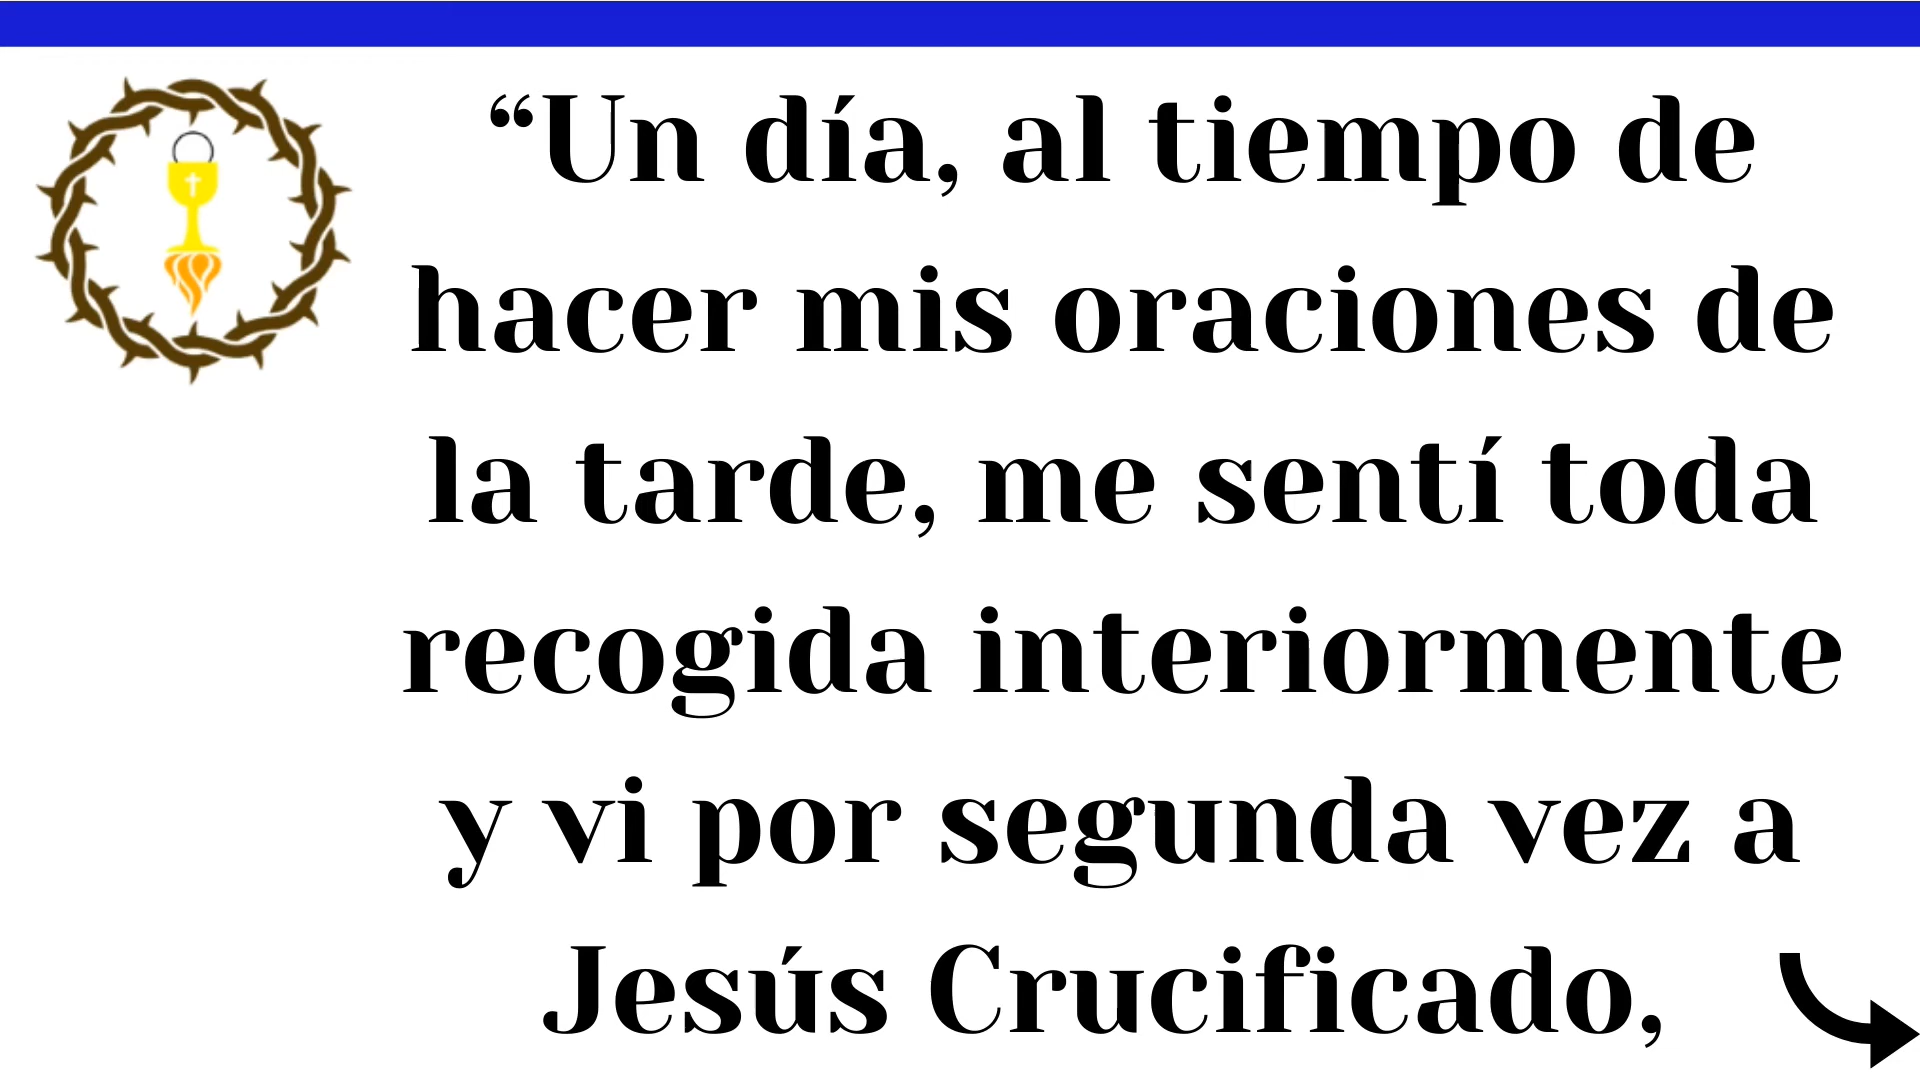 “Un día, al tiempo de
hacer mis oraciones de
la tarde, me sentí toda
recogida interiormente
y vi por segunda vez a
Jesús Crucificado,